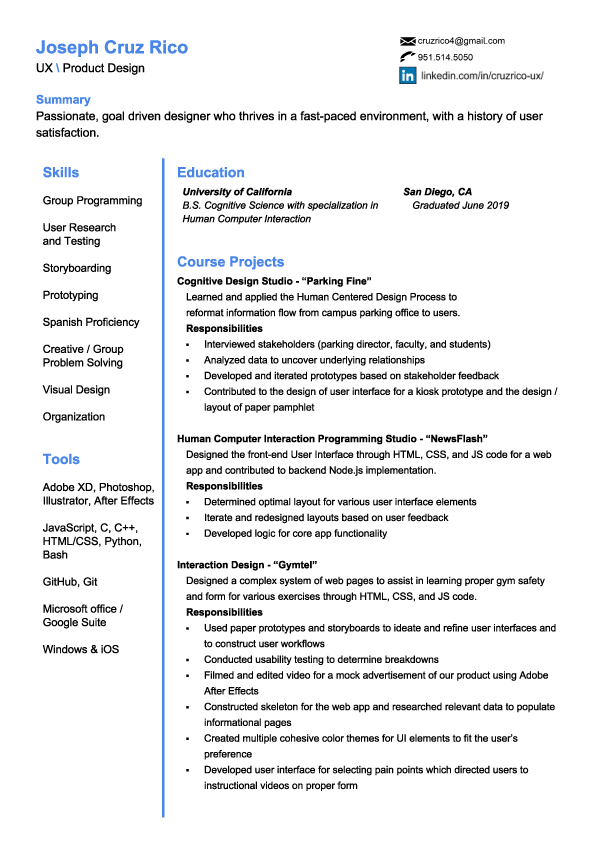 Joseph Cruz Rico
UX \ Product Design
cruzrico4@gmail.com
951.514.5050
linkedin.com/in/cruzrico-ux/
Summary
Passionate, goal driven designer who thrives in a fast-paced environment, with a history of user
satisfaction.
Skills
Group Programming
User Research
and Testing
Storyboarding
Prototyping
Spanish Proficiency
Creative / Group
Problem Solving
Visual Design
Organization
Tools
Adobe XD, Photoshop,
Illustrator, After Effects
JavaScript, C, C++,
HTML/CSS, Python,
Bash
GitHub, Git
Microsoft office /
Google Suite
Windows & iOS
Education
University of California San Diego, CA
B.S. Cognitive Science with specialization in Graduated June 2019
Human Computer Interaction
Course Projects
Cognitive Design Studio - “Parking Fine”
Learned and applied the Human Centered Design Process to
reformat information flow from campus parking office to users.
Responsibilities
▪ Interviewed stakeholders (parking director, faculty, and students)
▪ Analyzed data to uncover underlying relationships
▪ Developed and iterated prototypes based on stakeholder feedback
▪ Contributed to the design of user interface for a kiosk prototype and the design /
layout of paper pamphlet
Human Computer Interaction Programming Studio - “NewsFlash”
Designed the front-end User Interface through HTML, CSS, and JS code for a web
app and contributed to backend Node.js implementation.
Responsibilities
▪ Determined optimal layout for various user interface elements
▪ Iterate and redesigned layouts based on user feedback
▪ Developed logic for core app functionality
Interaction Design - “Gymtel”
Designed a complex system of web pages to assist in learning proper gym safety
and form for various exercises through HTML, CSS, and JS code.
Responsibilities
▪ Used paper prototypes and storyboards to ideate and refine user interfaces and
to construct user workflows
▪ Conducted usability testing to determine breakdowns
▪ Filmed and edited video for a mock advertisement of our product using Adobe
After Effects
▪ Constructed skeleton for the web app and researched relevant data to populate
informational pages
▪ Created multiple cohesive color themes for UI elements to fit the user’s
preference
▪ Developed user interface for selecting pain points which directed users to
instructional videos on proper form